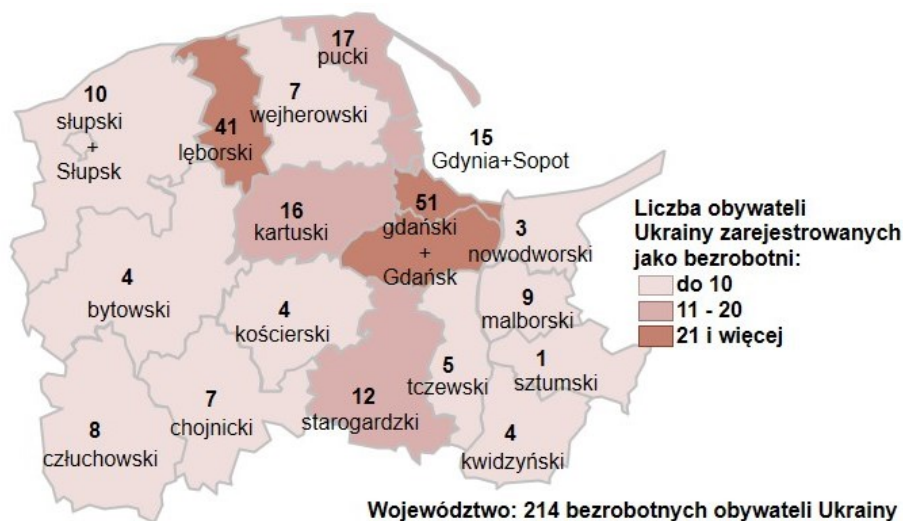 17
pucki
10
słupski
+
Słupsk
7
wejherowski
41
lęborski
15
Gdynia+Sopot
16
kartuski
51
gdański
+
Gdańsk
3
nowodworski
Liczba obywateli
Ukrainy zarejestrowanych
jako bezrobotni:
do 10
11 - 20
21 i więcej
4
bytowski
4
kościerski
9
malborski
5
tczewski
1
sztumski
12
starogardzki
7
chojnicki
8
człuchowski
4
kwidzyński
Województwo: 214 bezrobotnych obywateli Ukrainy